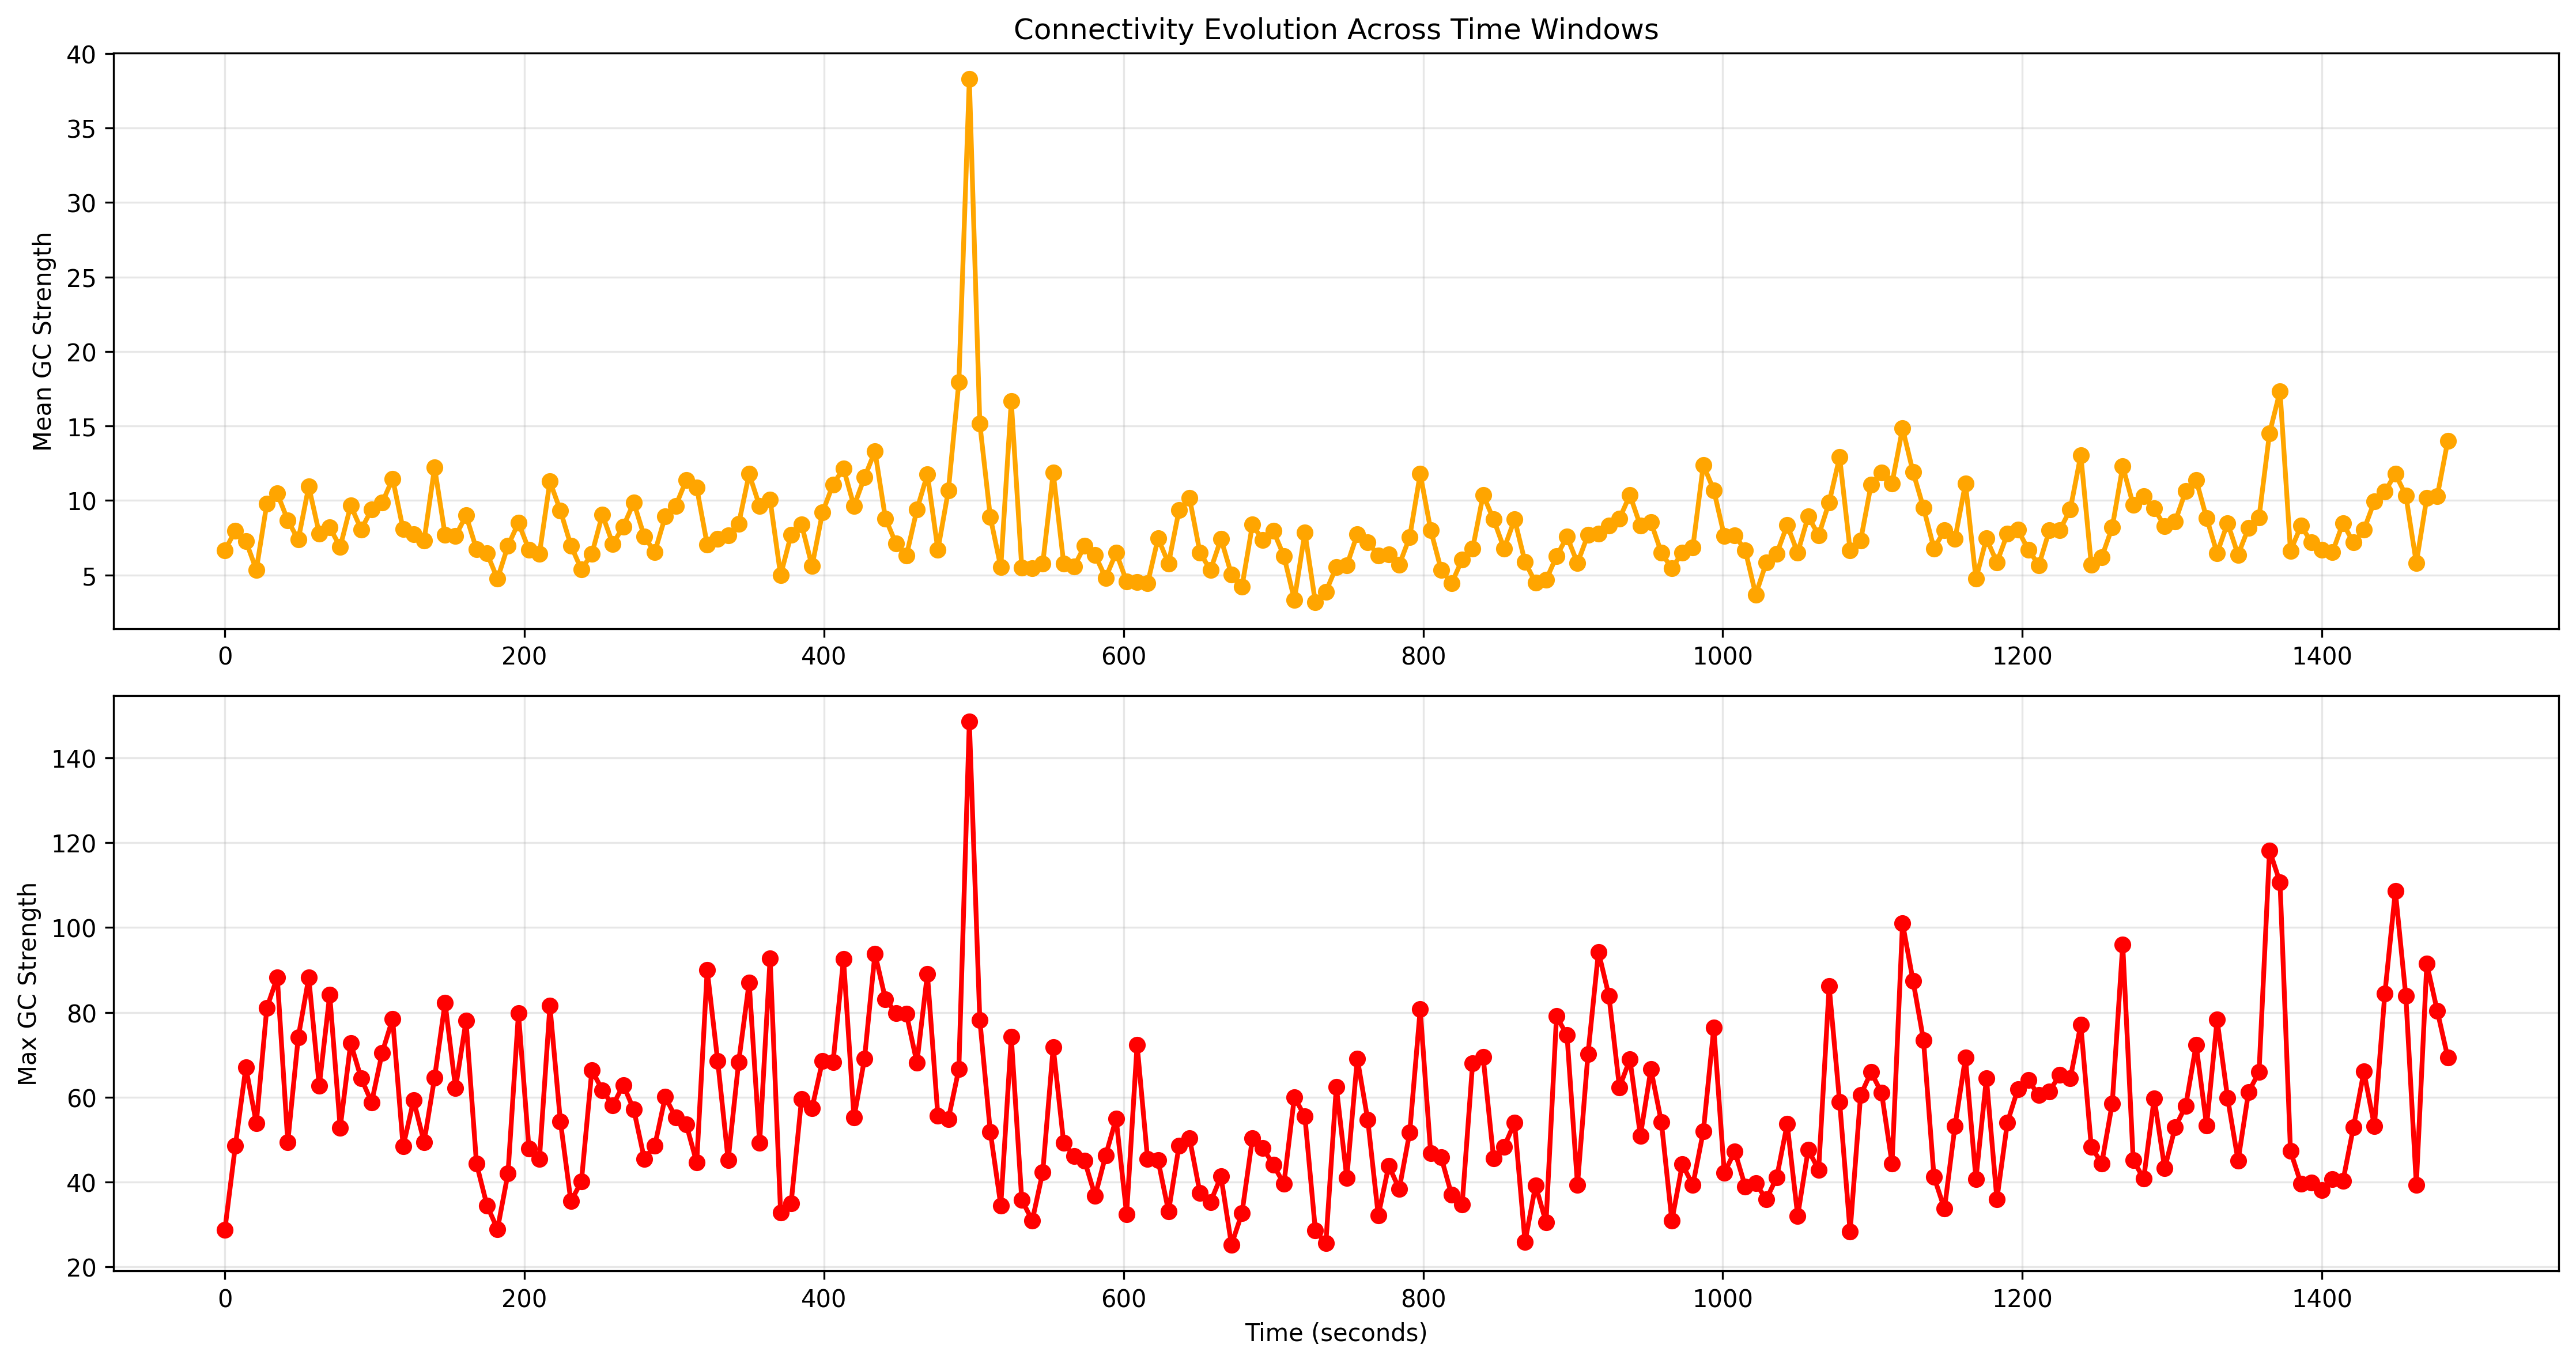 Connectivity Evolution Across Time Windows
40
35
30
25
20
15
10
5
Mean GC Strength
0 200 400 600 800 1000 1200 1400
140
120
100
80
60
40
20
Max GC Strength
0 200 400 600 800 1000 1200 1400
Time (seconds)